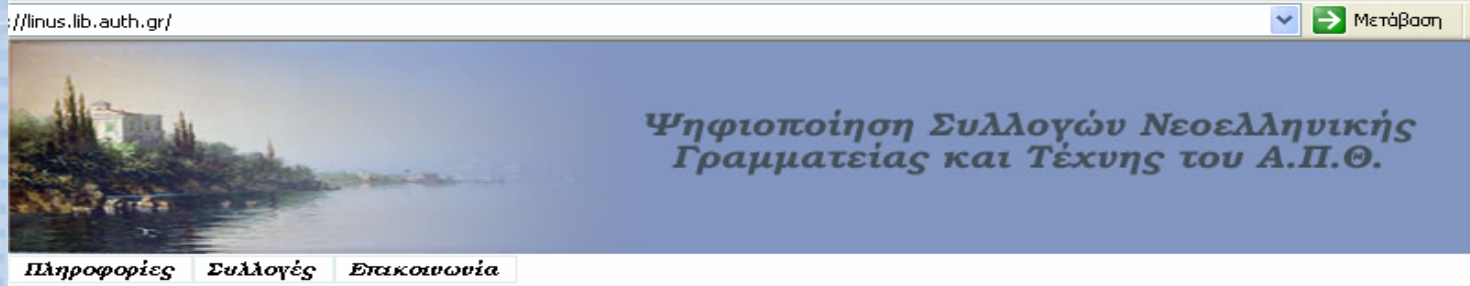 ://linus.lib.auth.gr/ Μετάβαση
Ψηφιοποίηση Συλλογών Νεοελληνικής
Γραμματείας και Τέχνης του Α.Π.Θ.
Πληροφορίες Συλλογές Επικοινωνία